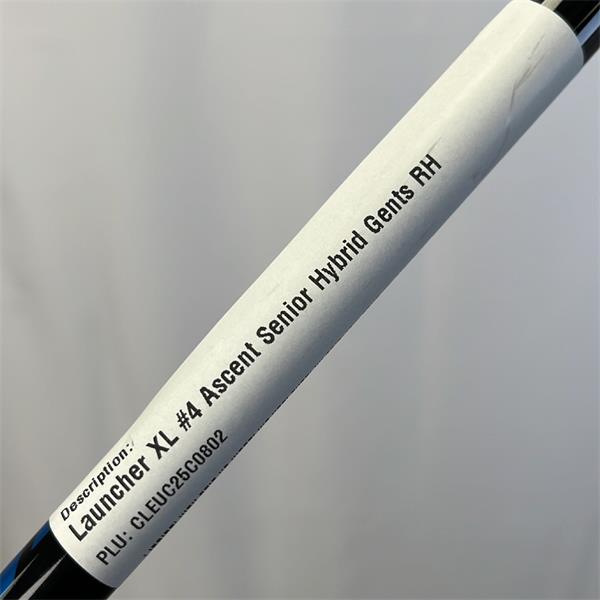 Description:
Launcher XL #4 Ascent Senior Hybrid Gents RH
PLU: CLEUC25C0802